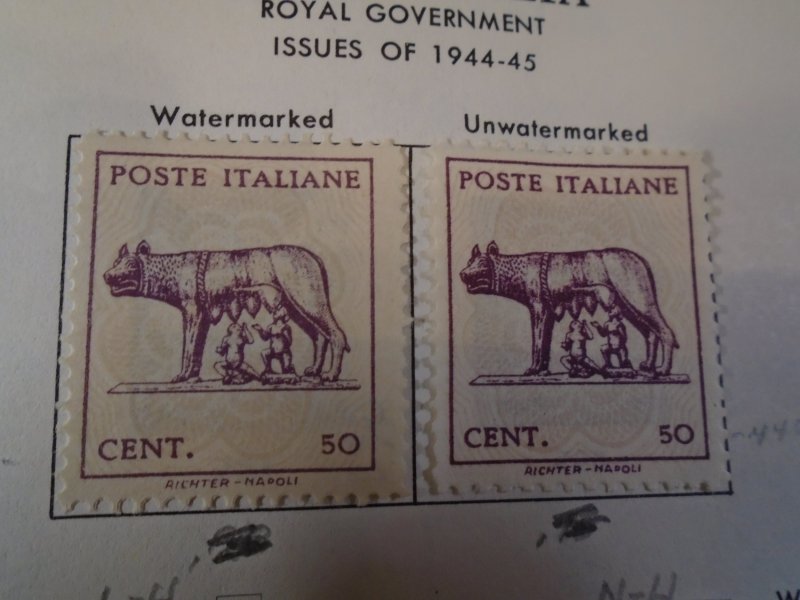 ROYAL GOVERNMENT
ISSUES OF 1944-45
Watermarked
Unwatermarked
POSTE ITALIANE
CENT. 50
RICHTER-NAPOLI
POSTE ITALIANE
CENT. 50
RICHTER-NAPOLI
L-H
N-H
W